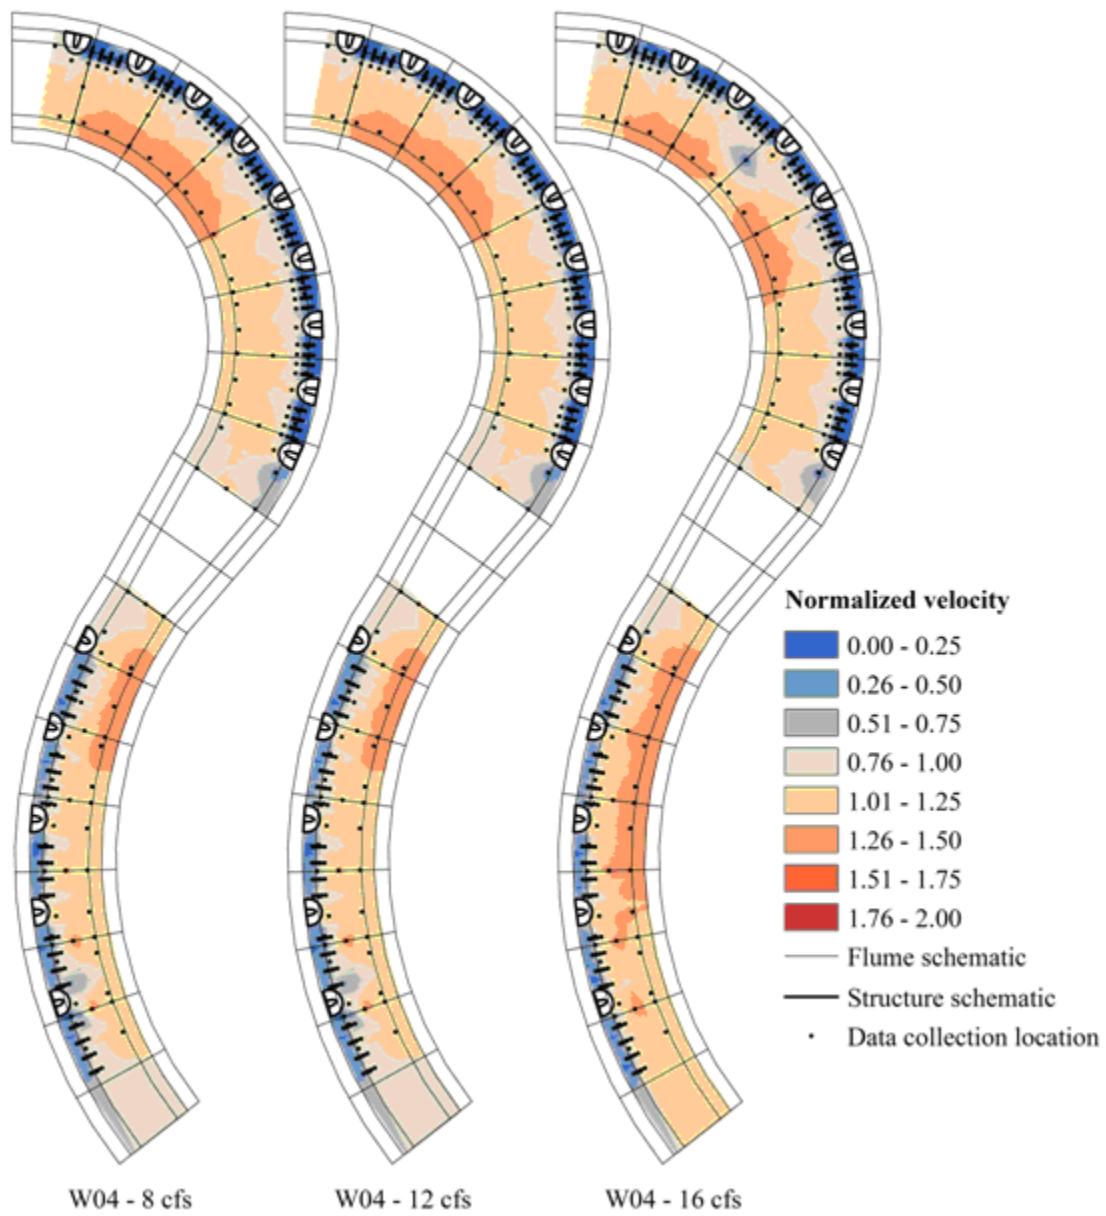 Normalized velocity
0.00 - 0.25
0.26 - 0.50
0.51 - 0.75
0.76 - 1.00
1.01 - 1.25
1.26 - 1.50
1.51 - 1.75
1.76 - 2.00
Flume schematic
Structure schematic
Data collection location
W04 - 8 cfs
W04 - 12 cfs
W04 - 16 cfs